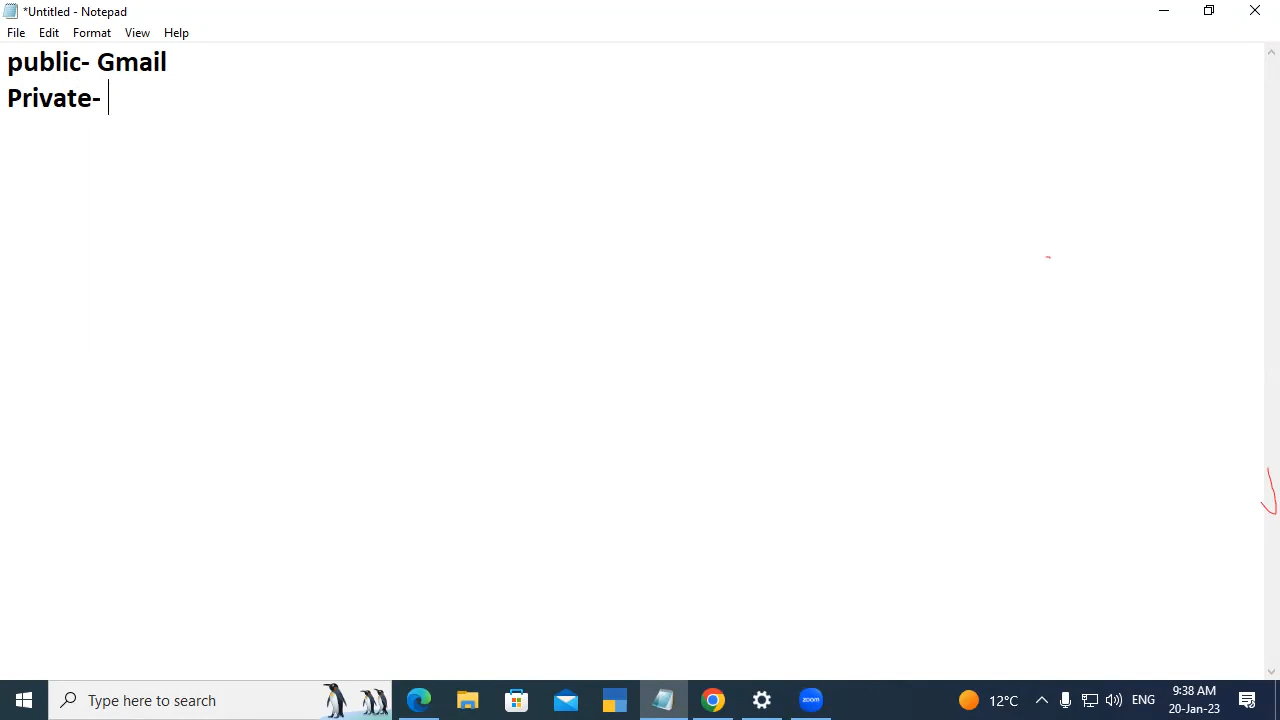 *Untitled - Notepad
File Edit Format View Help
public- Gmail
Private-
Type here to search
zoom
12°C
ENG
9:38 AM
20-Jan-23